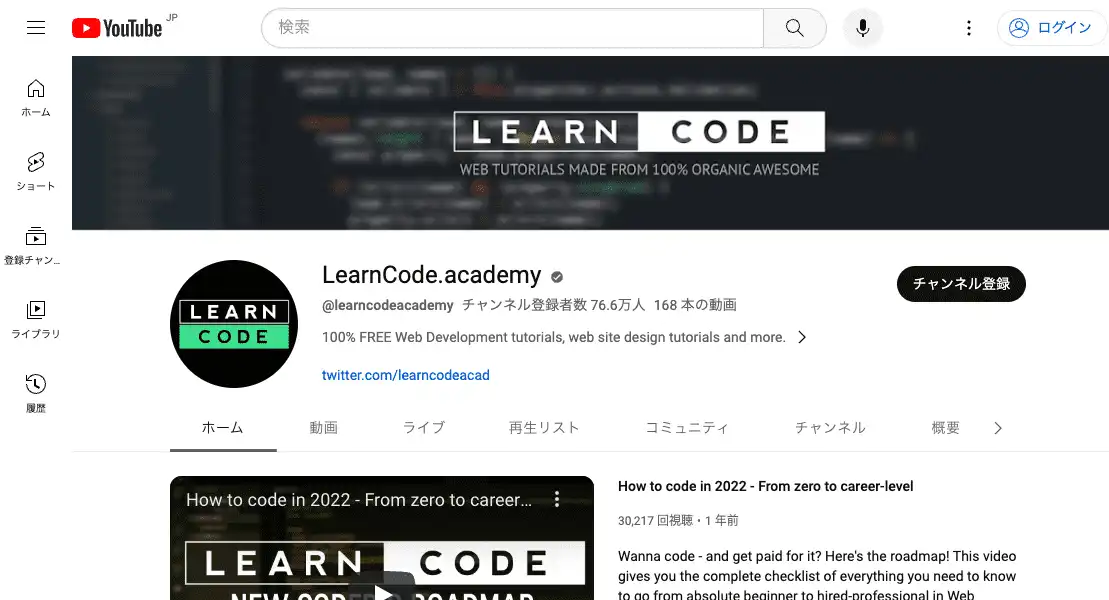 YouTube JP
検索
ログイン
ホーム
ショート
登録チャン...
ライブラリ
履歴
LEARN CODE
WEB TUTORIALS MADE FROM 100% ORGANIC AWESOME
LEARN
CODE
LearnCode.academy
@learncodeacademy チャンネル登録者数 76.6万人 168 本の動画
100% FREE Web Development tutorials, web site design tutorials and more.
twitter.com/learncodeacad
チャンネル登録
ホーム 動画 ライブ 再生リスト コミュニティ チャンネル 概要
How to code in 2022 - From zero to career...
LEARN CODE
How to code in 2022 - From zero to career-level
30,217 回視聴・1 年前
Wanna code - and get paid for it? Here's the roadmap! This video
gives you the complete checklist of everything you need to know
to go from absolute beginner to hired-professional in Web